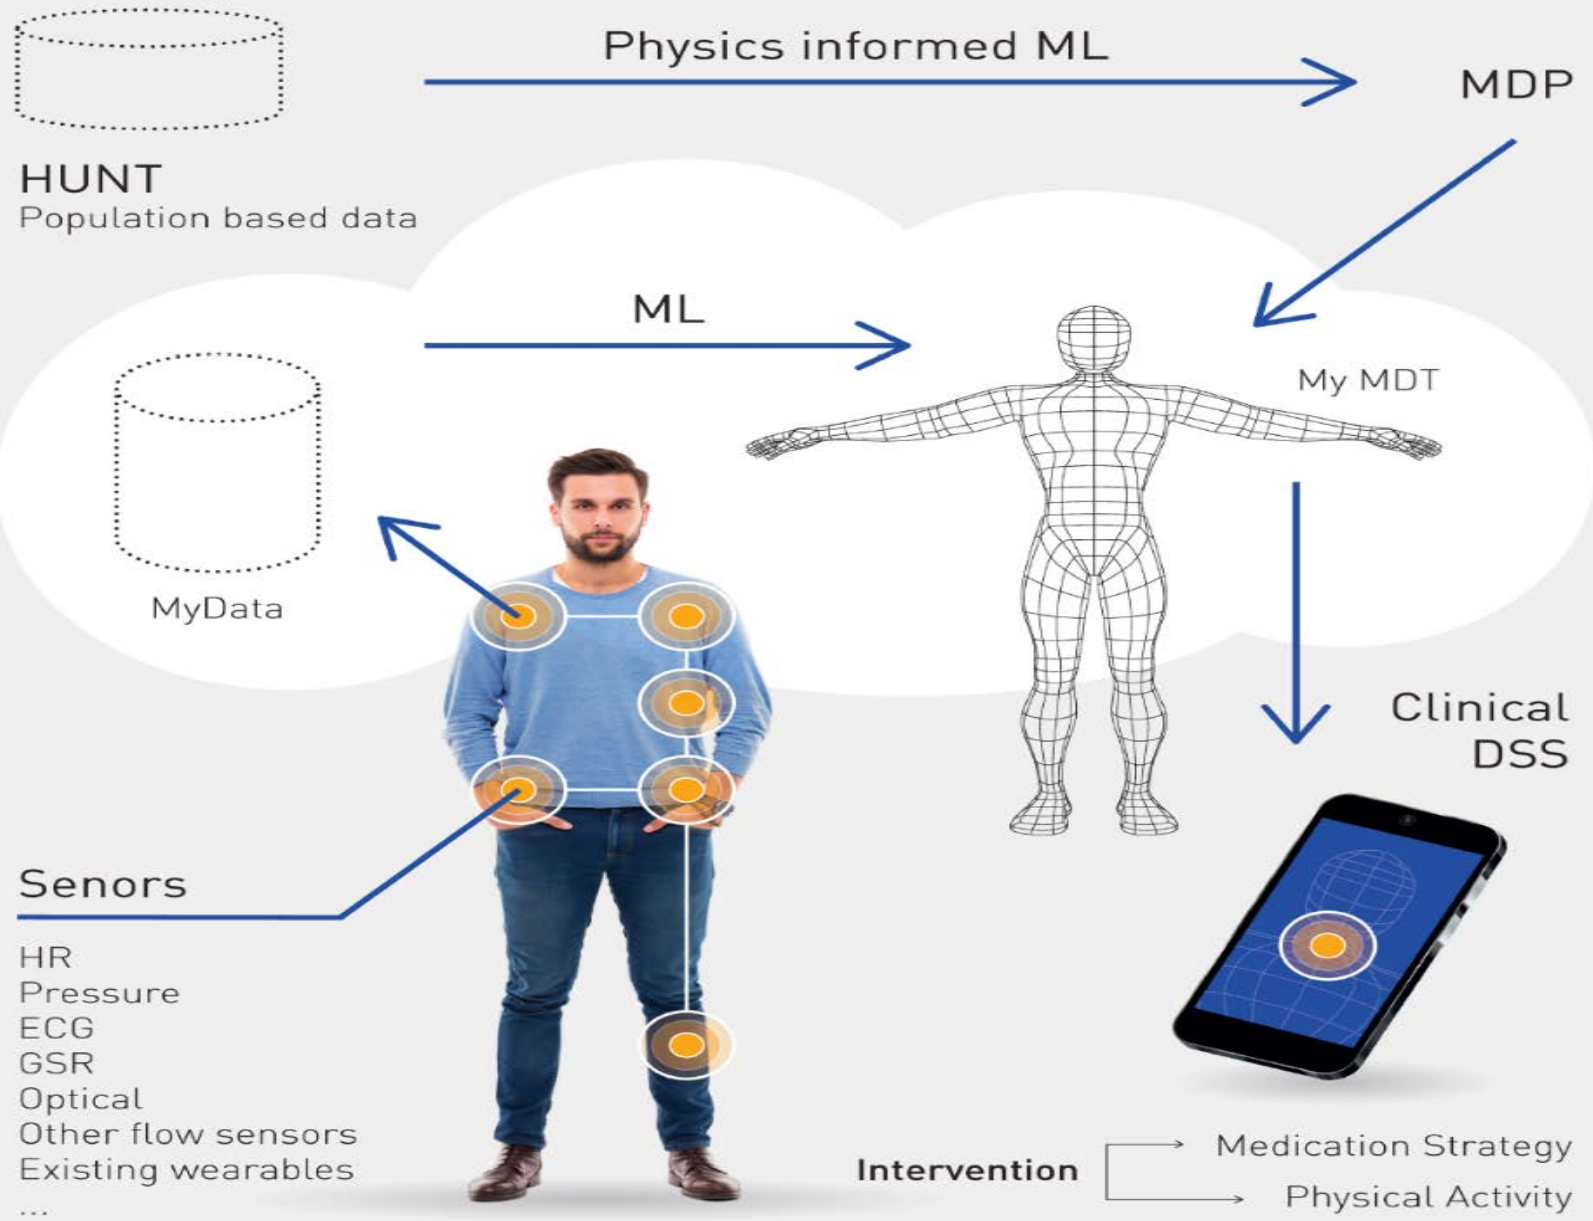 Physics informed ML
MDP
HUNT
Population based data
ML
My MDT
MyData
Clinical
DSS
Senors
HR
Pressure
ECG
GSR
Optical
Other flow sensors
Existing wearables
...
Intervention
Medication Strategy
Physical Activity